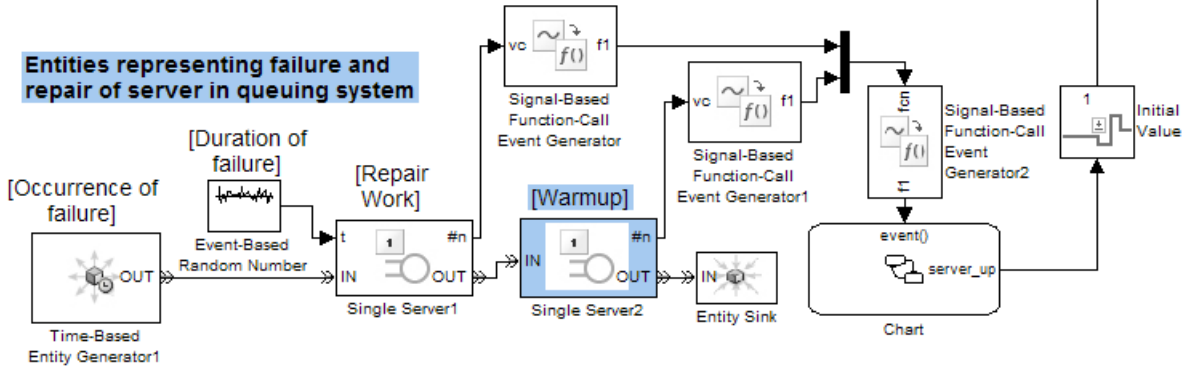 Entities representing failure and
repair of server in queuing system
vc
f()
f1
Signal-Based
Function-Call
Event Generator
vc
f()
f1
Signal-Based
Function-Call
Event Generator1
fcn
f()
f1
Signal-Based
Function-Call
Event
Generator2
1
Initial
Value
[Duration of
failure]
Event-Based
Random Number
[Occurrence of
failure]
OUT
Time-Based
Entity Generator1
[Repair
Work]
t
1
#n
IN
OUT
Single Server1
[Warmup]
IN
1
#n
OUT
Single Server2
IN
Entity Sink
event()
server_up
Chart